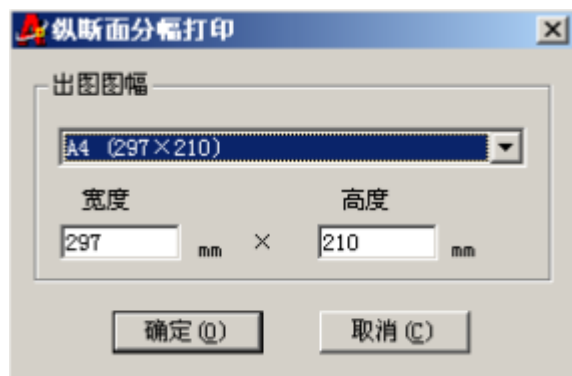 纵断面分幅打印
出图图幅
A4 (297×210)
宽度 高度
297 mm × 210 mm
确定(O) 取消(C)